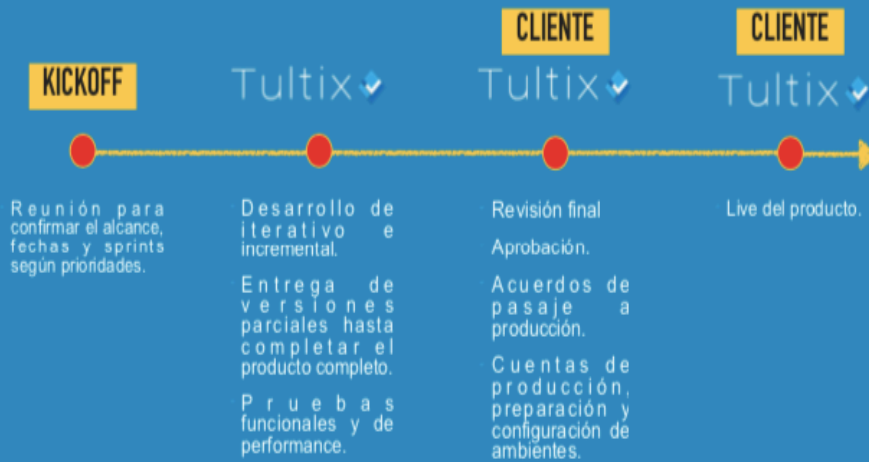 KICKOFF
Tultix
CLIENTE
Tultix
CLIENTE
Tultix
Reunión para
confirmar el alcance,
fechas y sprints
según prioridades.
Desarrollo de
iterativo e
incremental.
Entrega de
versiones
parciales hasta
completar el
producto completo.
Pruebas
funcionales y de
performance.
Revisión final
Aprobación.
Acuerdos de
pasaje a
producción.
Cuentas de
producción,
preparación y
configuración de
ambientes.
Live del producto.